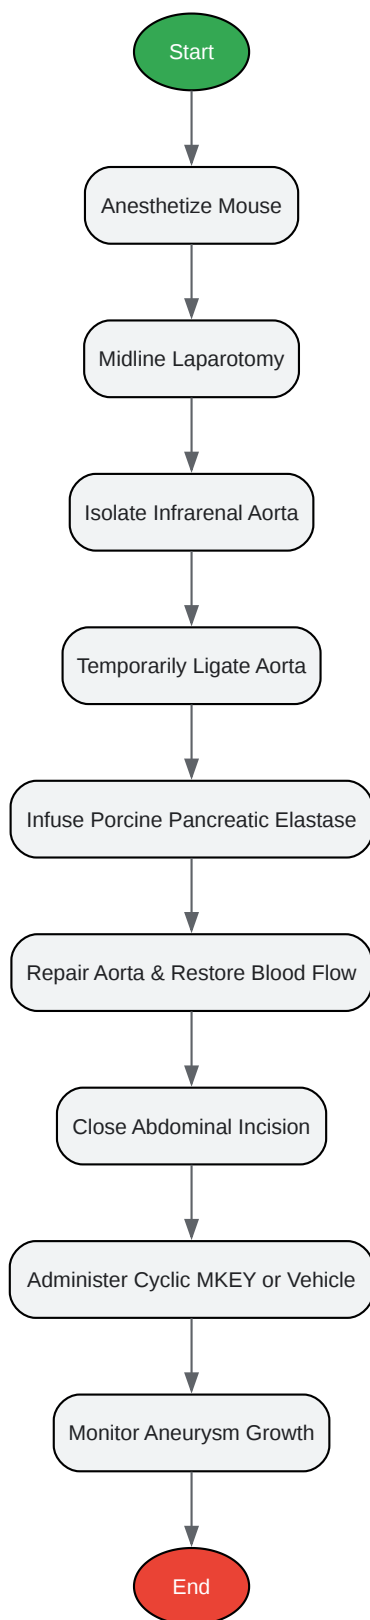 Start
Anesthetize Mouse
Midline Laparotomy
Isolate Infrarenal Aorta
Temporarily Ligate Aorta
Infuse Porcine Pancreatic Elastase
Repair Aorta & Restore Blood Flow
Close Abdominal Incision
Administer Cyclic MKEY or Vehicle
Monitor Aneurysm Growth
End